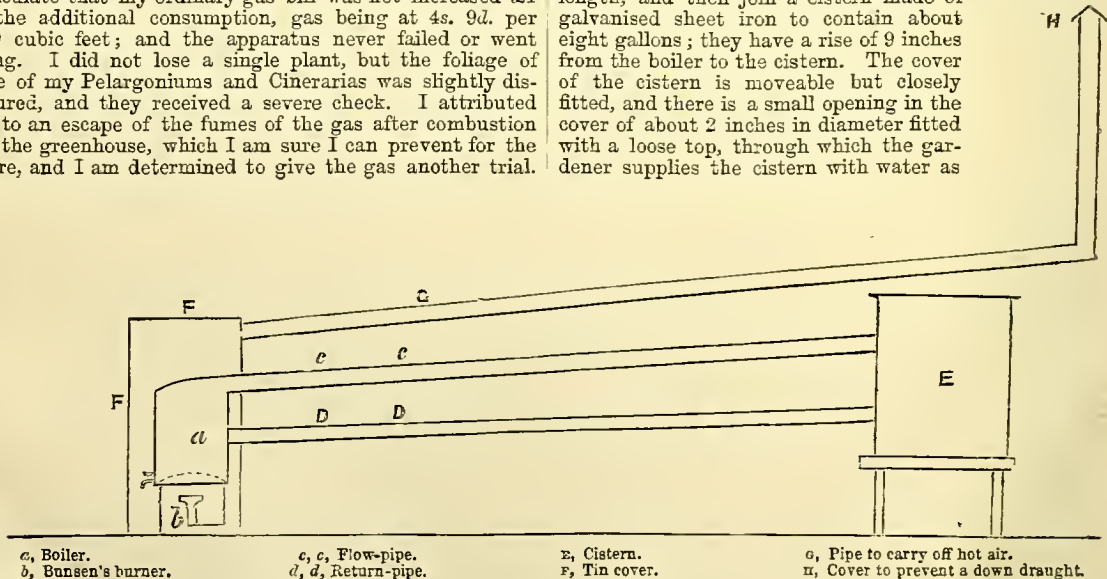 my ordinary gas bill was not increased
the additional consumption, gas being at 4s. 9d. per
cubic feet; and the apparatus never failed or went
I did not lose a single plant, but the foliage of
of my Pelargoniums and Cinerarias was slightly dis-
ured, and they received a severe check. I attributed
to an escape of the fumes of the gas after combustion
the greenhouse, which I am sure I can prevent for the
re, and I am determined to give the gas another trial.
length, and then join a cistern made of
galvanised sheet iron to contain about
eight gallons; they have a rise of 9 inches
from the boiler to the cistern. The cover
of the cistern is moveable but closely
fitted, and there is a small opening in the
cover of about 2 inches in diameter fitted
with a loose top, through which the gar-
dener supplies the cistern with water as
H
G
F
c c
F
E
D D
a
b
a, Boiler.
b, Bunsen's burner.
c, c, Flow-pipe.
d, d, Return-pipe.
E, Cistern.
F, Tin cover.
G, Pipe to carry off hot air.
H, Cover to prevent a down draught.